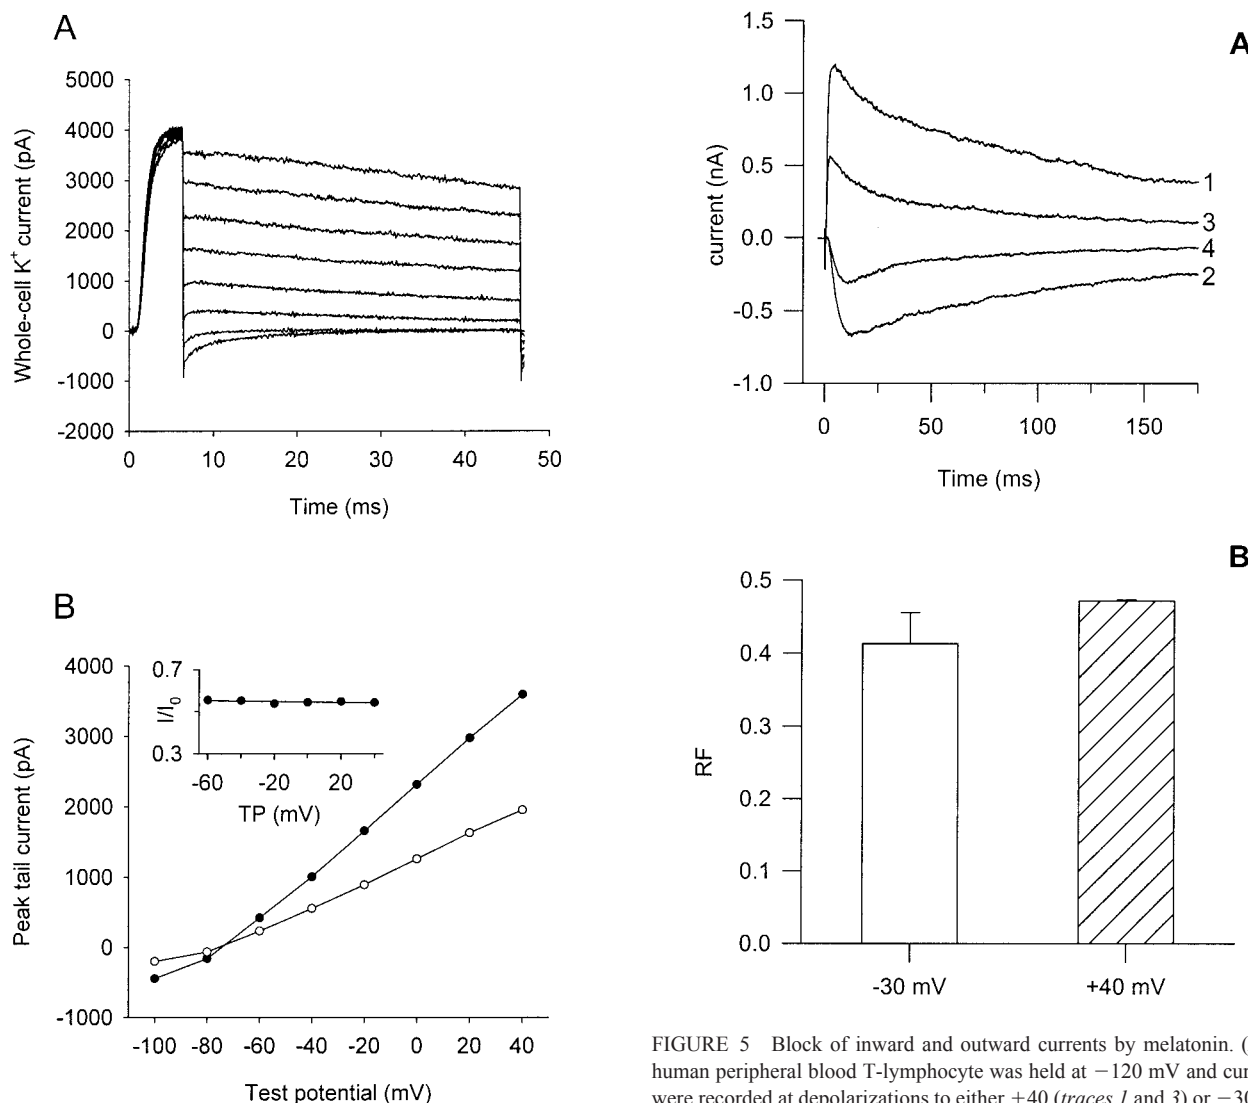 A
5000
4000
3000
2000
1000
0
-1000
-2000
Whole-cell K⁺ current (pA)
0 10 20 30 40 50
Time (ms)
B
4000
3000
2000
1000
0
-1000
Peak tail current (pA)
0.7
I/I₀
0.3
-60 -20 20
TP (mV)
-100 -80 -60 -40 -20 0 20 40
Test potential (mV)
A
1.5
1.0
0.5
0.0
-0.5
-1.0
current (nA)
1
3
4
2
0 50 100 150
Time (ms)
B
0.5
0.4
0.3
0.2
0.1
0.0
RF
-30 mV +40 mV
FIGURE 5 Block of inward and outward currents by melatonin. (
human peripheral blood T-lymphocyte was held at −120 mV and cur
were recorded at depolarizations to either +40 (traces 1 and 3) or −30